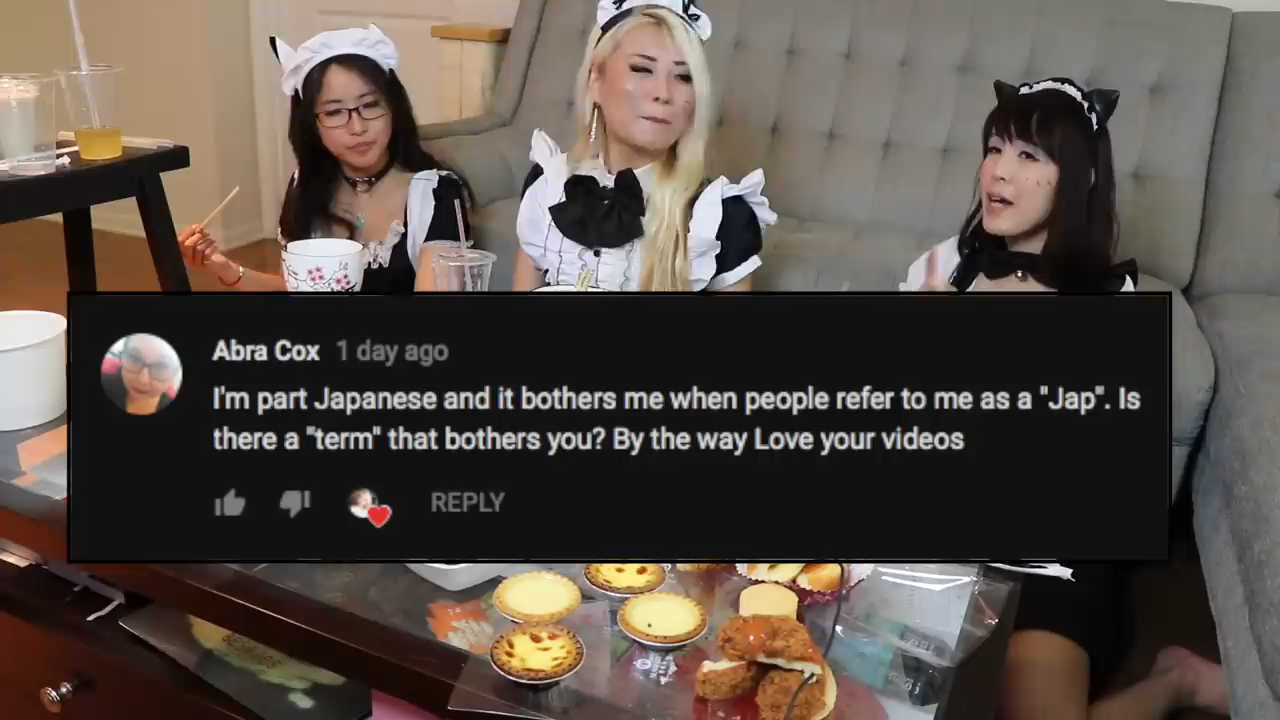 Abra Cox 1 day ago
I'm part Japanese and it bothers me when people refer to me as a "Jap". Is
there a "term" that bothers you? By the way Love your videos
REPLY